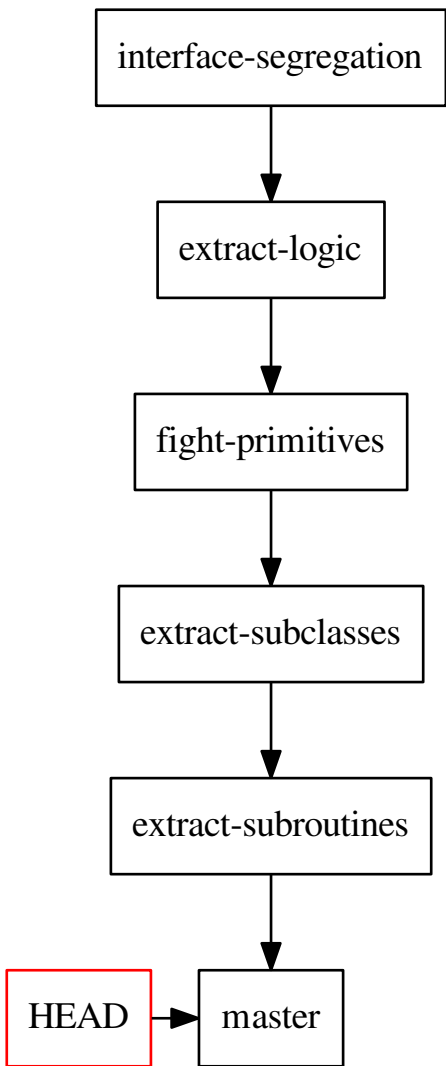 interface-segregation
extract-logic
fight-primitives
extract-subclasses
extract-subroutines
HEAD
master